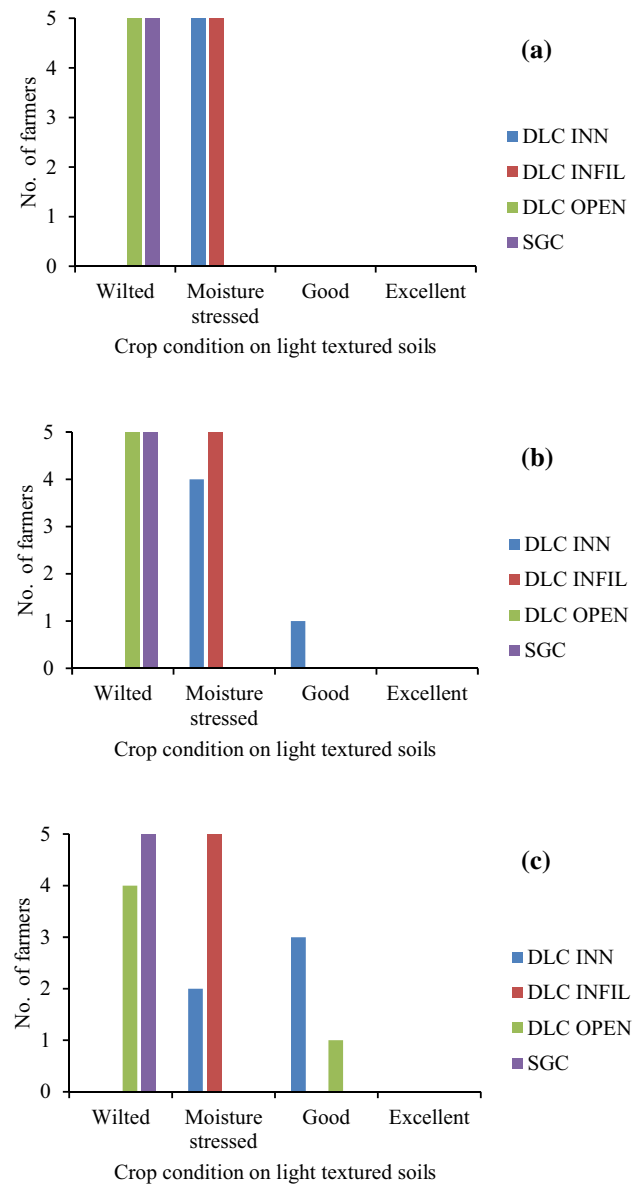 (a)
No. of farmers
5
4
3
2
1
0
Wilted Moisture stressed Good Excellent
Crop condition on light textured soils
DLC INN
DLC INFIL
DLC OPEN
SGC
(b)
No. of farmers
5
4
3
2
1
0
Wilted Moisture stressed Good Excellent
Crop condition on light textured soils
DLC INN
DLC INFIL
DLC OPEN
SGC
(c)
No. of farmers
5
4
3
2
1
0
Wilted Moisture stressed Good Excellent
Crop condition on light textured soils
DLC INN
DLC INFIL
DLC OPEN
SGC